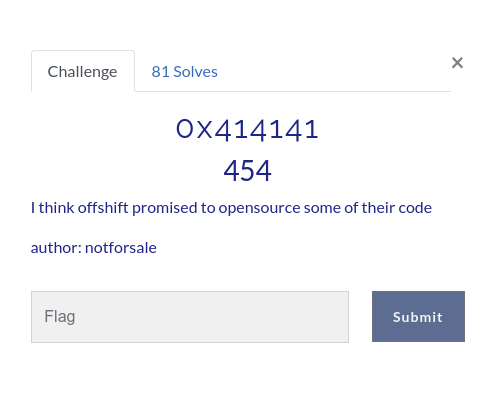 Challenge
81 Solves
×
0x414141
454
I think offshift promised to opensource some of their code
author: notforsale
Flag
Submit